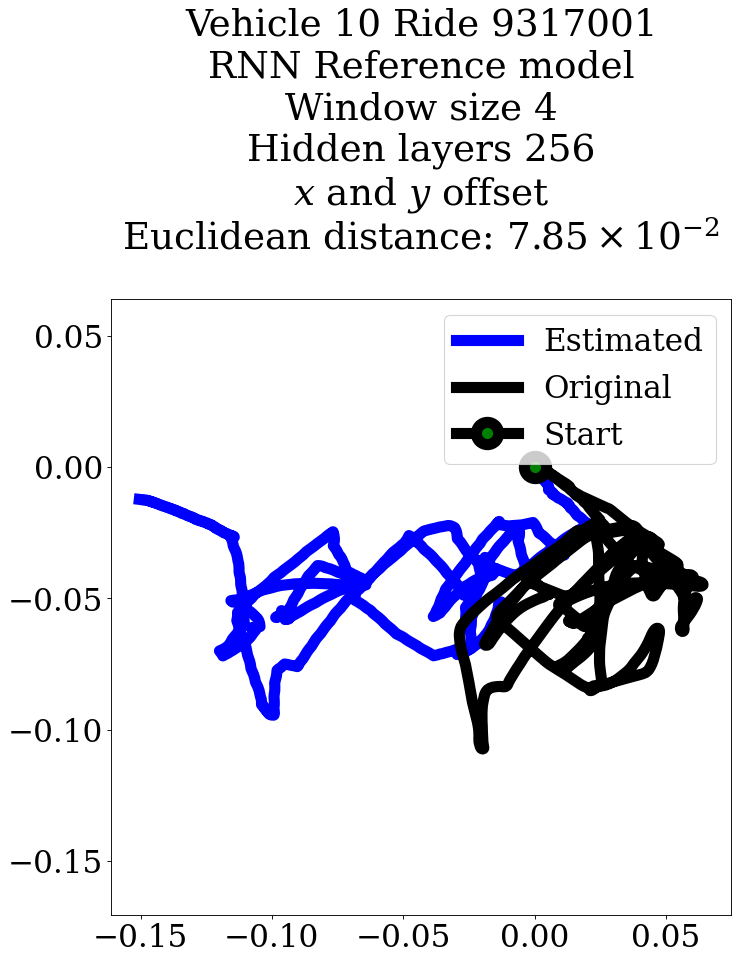 Vehicle 10 Ride 9317001
RNN Reference model
Window size 4
Hidden layers 256
x and y offset
Euclidean distance: 7.85 × 10⁻²
Estimated
Original
Start
0.05
0.00
−0.05
−0.10
−0.15
−0.15 −0.10 −0.05 0.00 0.05